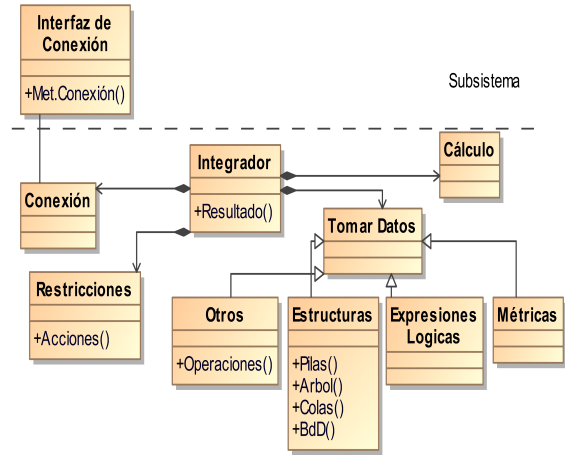 Interfaz de
Conexión
+Met.Conexión()
Subsistema
Integrador
+Resultado()
Cálculo
Conexión
Tomar Datos
Restricciones
+Acciones()
Otros
+Operaciones()
Estructuras
+Pilas()
+Arbol()
+Colas()
+BdD()
Expresiones
Logicas
Métricas